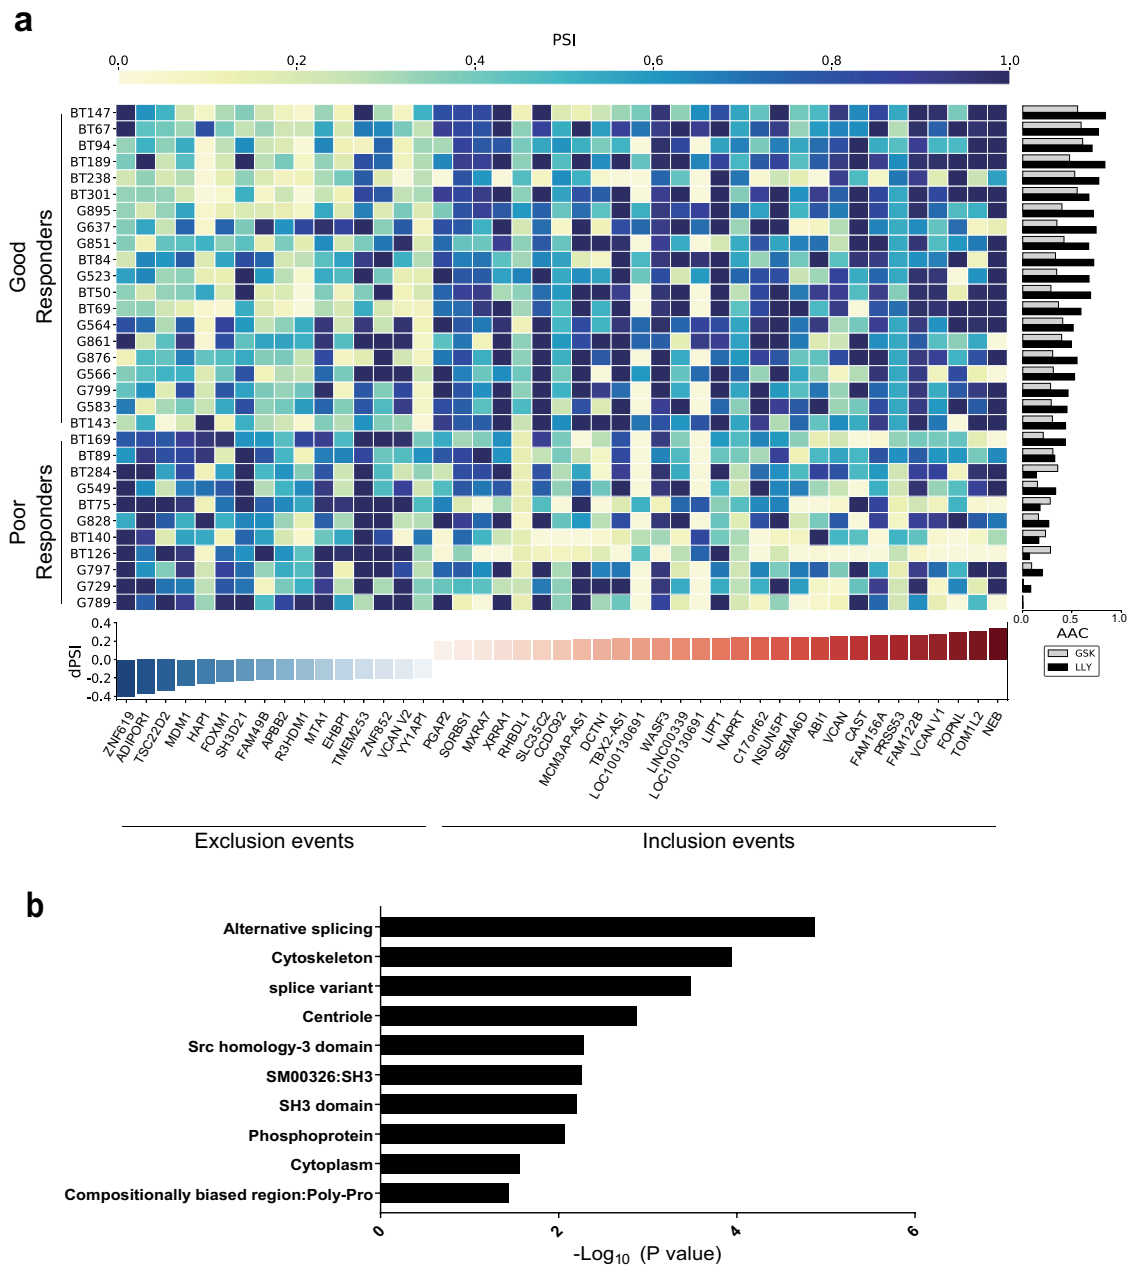 a
PSI
0.0 0.2 0.4 0.6 0.8 1.0
Good Responders
BT147
BT67
BT94
BT189
BT238
BT301
G895
G637
G851
BT84
G523
BT50
BT69
G564
G861
G876
G566
G799
G583
BT143
Poor Responders
BT169
BT89
BT284
G549
BT75
G828
BT140
BT126
G797
G729
G789
0.0 0.5 1.0
AAC
GSK
LLY
dPSI
0.4
0.2
0.0
-0.2
-0.4
ZNF619
ADIPOR1
TSC22D2
MDM1
HAP1
FOXM1
SH3D21
FAM49B
APBB2
R3HDM1
MTA1
EHBP1
TMEM253
ZNF852
VCAN V2
YY1AP1
PGAP2
SORBS1
MXRA7
XRRA1
RHBDL1
SLC35C2
CCDC92
MCM3AP-AS1
DCTN1
TBX2-AS1
LOC100130691
WASF3
LINC00339
LOC100130691
LIPT1
NAPRT
C17orf62
NSUN5P1
SEMA6D
ABI1
VCAN
CAST
FAM156A
PRSS53
FAM122B
VCAN V1
FOPNL
TOM1L2
NEB
Exclusion events
Inclusion events
b
Alternative splicing
Cytoskeleton
splice variant
Centriole
Src homology-3 domain
SM00326:SH3
SH3 domain
Phosphoprotein
Cytoplasm
Compositionally biased region:Poly-Pro
0 2 4 6
-Log10 (P value)